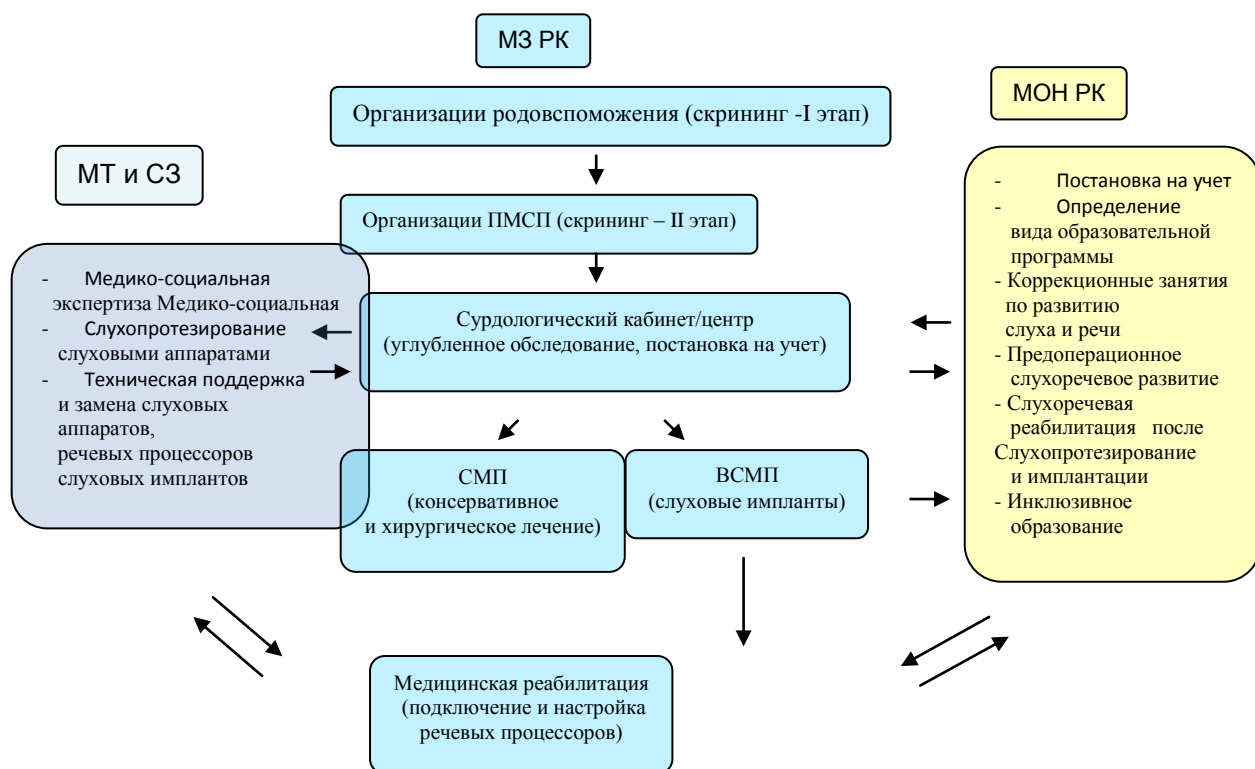 МЗ РК
Организации родовспоможения (скрининг -I этап)
МОН РК
МТ и СЗ
Организации ПМСП (скрининг – II этап)
- Медико-социальная
экспертиза Медико-социальная
- Слухопротезирование
слуховыми аппаратами
- Техническая поддержка
и замена слуховых
аппаратов,
речевых процессоров
слуховых имплантов
Сурдологический кабинет/центр
(углубленное обследование, постановка на учет)
СМП
(консервативное
и хирургическое лечение)
ВСМП
(слуховые импланты)
- Постановка на учет
- Определение
вида образовательной
программы
- Коррекционные занятия
по развитию
слуха и речи
- Предоперационное
слухоречевое развитие
- Слухоречевая
реабилитация после
Слухопротезирование
и имплантации
- Инклюзивное
образование
Медицинская реабилитация
(подключение и настройка
речевых процессоров)